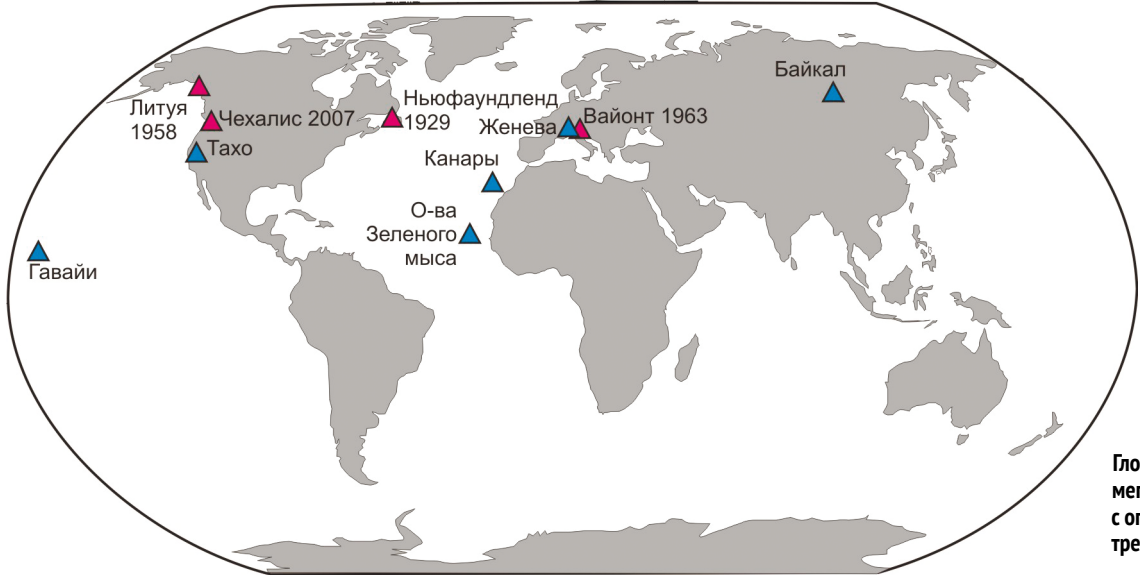 Байкал
Литуя
1958
Чехалис 2007
Тахо
Ньюфаундленд
1929
Женева
Вайонт 1963
Канары
О-ва
Зеленого
мыса
Гавайи